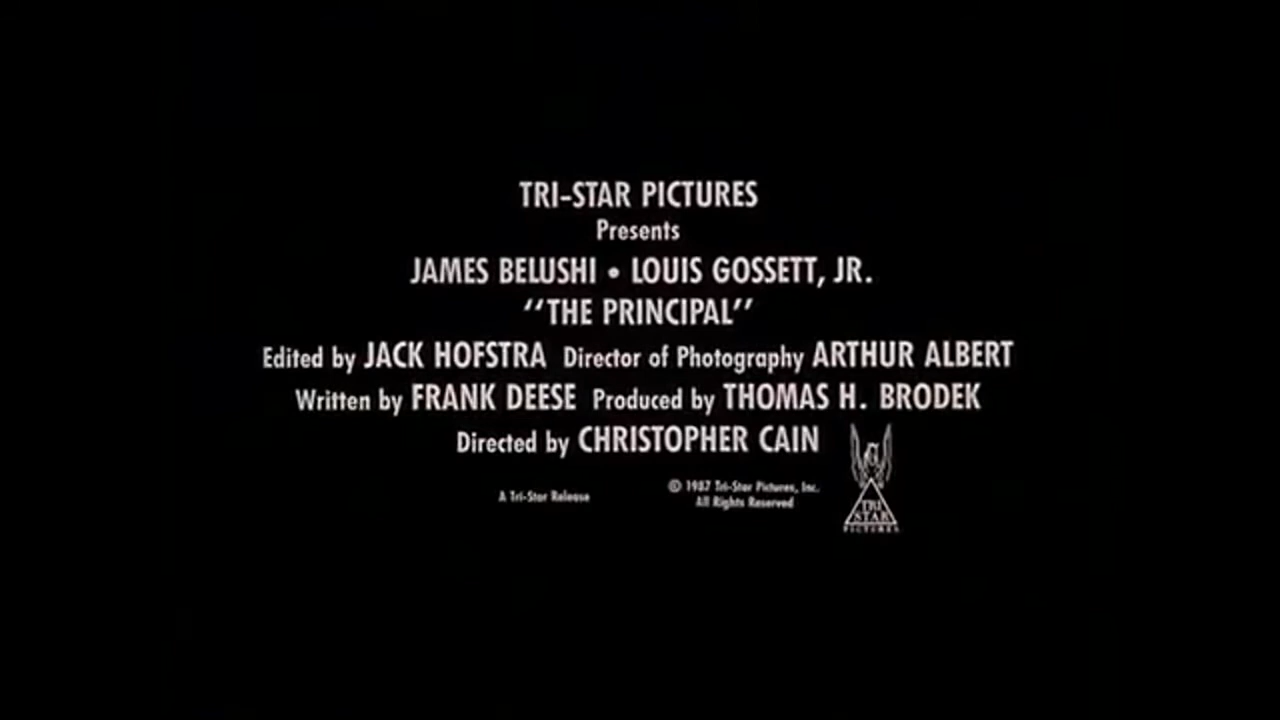 TRI-STAR PICTURES
Presents
JAMES BELUSHI • LOUIS GOSSETT, JR.
"THE PRINCIPAL"
Edited by JACK HOFSTRA Director of Photography ARTHUR ALBERT
Written by FRANK DEESE Produced by THOMAS H. BRODEK
Directed by CHRISTOPHER CAIN
A Tri-Star Release
© 1987 Tri-Star Pictures, Inc.
All Rights Reserved
TRI
STAR
PICTURES